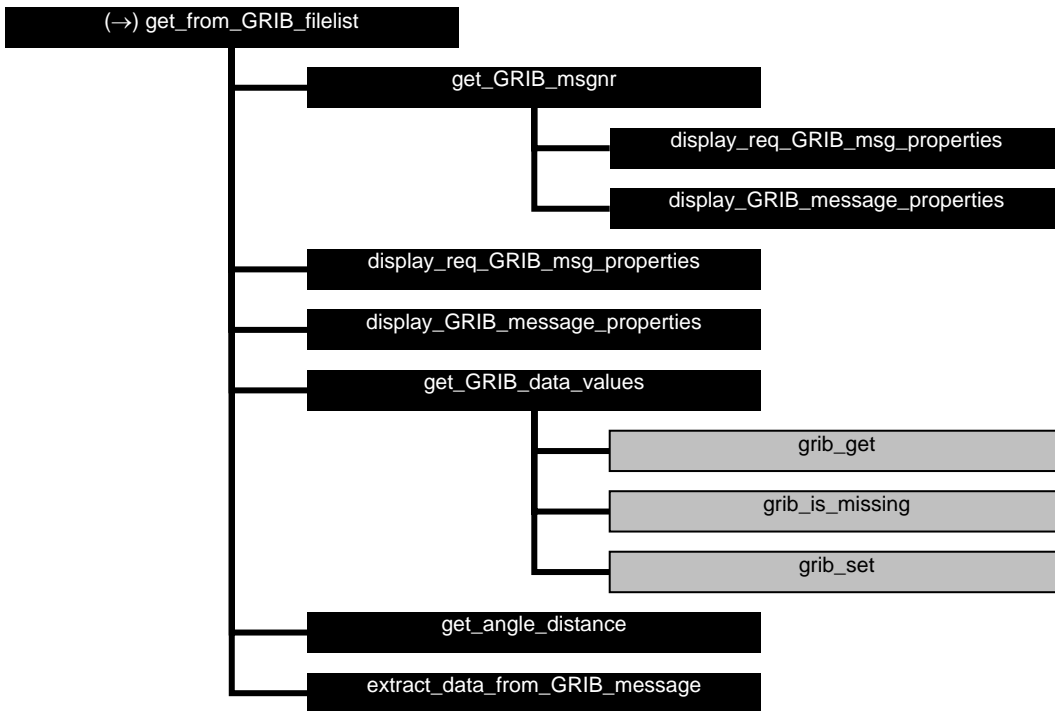 (→) get_from_GRIB_filelist
get_GRIB_msgnr
display_req_GRIB_msg_properties
display_GRIB_message_properties
display_req_GRIB_msg_properties
display_GRIB_message_properties
get_GRIB_data_values
grib_get
grib_is_missing
grib_set
get_angle_distance
extract_data_from_GRIB_message